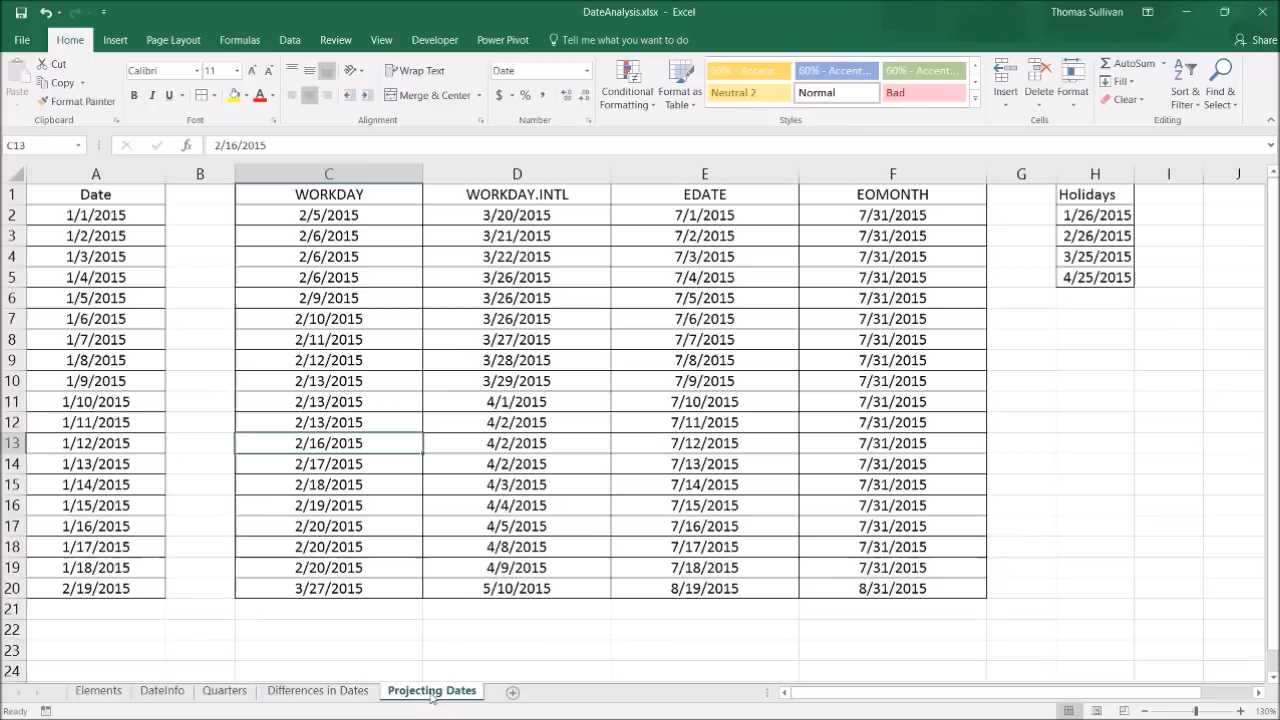 DateAnalysis.xlsx - Excel
Thomas Sullivan
File Home Insert Page Layout Formulas Data Review View Developer Power Pivot Tell me what you want to do Share
Paste
Cut
Copy
Format Painter
Clipboard
Calibri 11
B I U
Font
Wrap Text
Merge & Center
Alignment
Date
$ % ,
Number
Conditional Formatting
Format as Table
60% - Accent... 60% - Accent... 60% - Accent...
Neutral 2 Normal Bad
Styles
Insert Delete Format
Cells
AutoSum
Fill
Clear
Sort & Filter
Find & Select
Editing
C13 fx 2/16/2015
A B C D E F G H I J
1 Date WORKDAY WORKDAY.INTL EDATE EOMONTH Holidays
2 1/1/2015 2/5/2015 3/20/2015 7/1/2015 7/31/2015 1/26/2015
3 1/2/2015 2/6/2015 3/21/2015 7/2/2015 7/31/2015 2/26/2015
4 1/3/2015 2/6/2015 3/22/2015 7/3/2015 7/31/2015 3/25/2015
5 1/4/2015 2/6/2015 3/26/2015 7/4/2015 7/31/2015 4/25/2015
6 1/5/2015 2/9/2015 3/26/2015 7/5/2015 7/31/2015
7 1/6/2015 2/10/2015 3/26/2015 7/6/2015 7/31/2015
8 1/7/2015 2/11/2015 3/27/2015 7/7/2015 7/31/2015
9 1/8/2015 2/12/2015 3/28/2015 7/8/2015 7/31/2015
10 1/9/2015 2/13/2015 3/29/2015 7/9/2015 7/31/2015
11 1/10/2015 2/13/2015 4/1/2015 7/10/2015 7/31/2015
12 1/11/2015 2/13/2015 4/2/2015 7/11/2015 7/31/2015
13 1/12/2015 2/16/2015 4/2/2015 7/12/2015 7/31/2015
14 1/13/2015 2/17/2015 4/2/2015 7/13/2015 7/31/2015
15 1/14/2015 2/18/2015 4/3/2015 7/14/2015 7/31/2015
16 1/15/2015 2/19/2015 4/4/2015 7/15/2015 7/31/2015
17 1/16/2015 2/20/2015 4/5/2015 7/16/2015 7/31/2015
18 1/17/2015 2/20/2015 4/8/2015 7/17/2015 7/31/2015
19 1/18/2015 2/20/2015 4/9/2015 7/18/2015 7/31/2015
20 2/19/2015 3/27/2015 5/10/2015 8/19/2015 8/31/2015
21
22
23
24
Elements DateInfo Quarters Differences in Dates Projecting Dates
Ready 130%